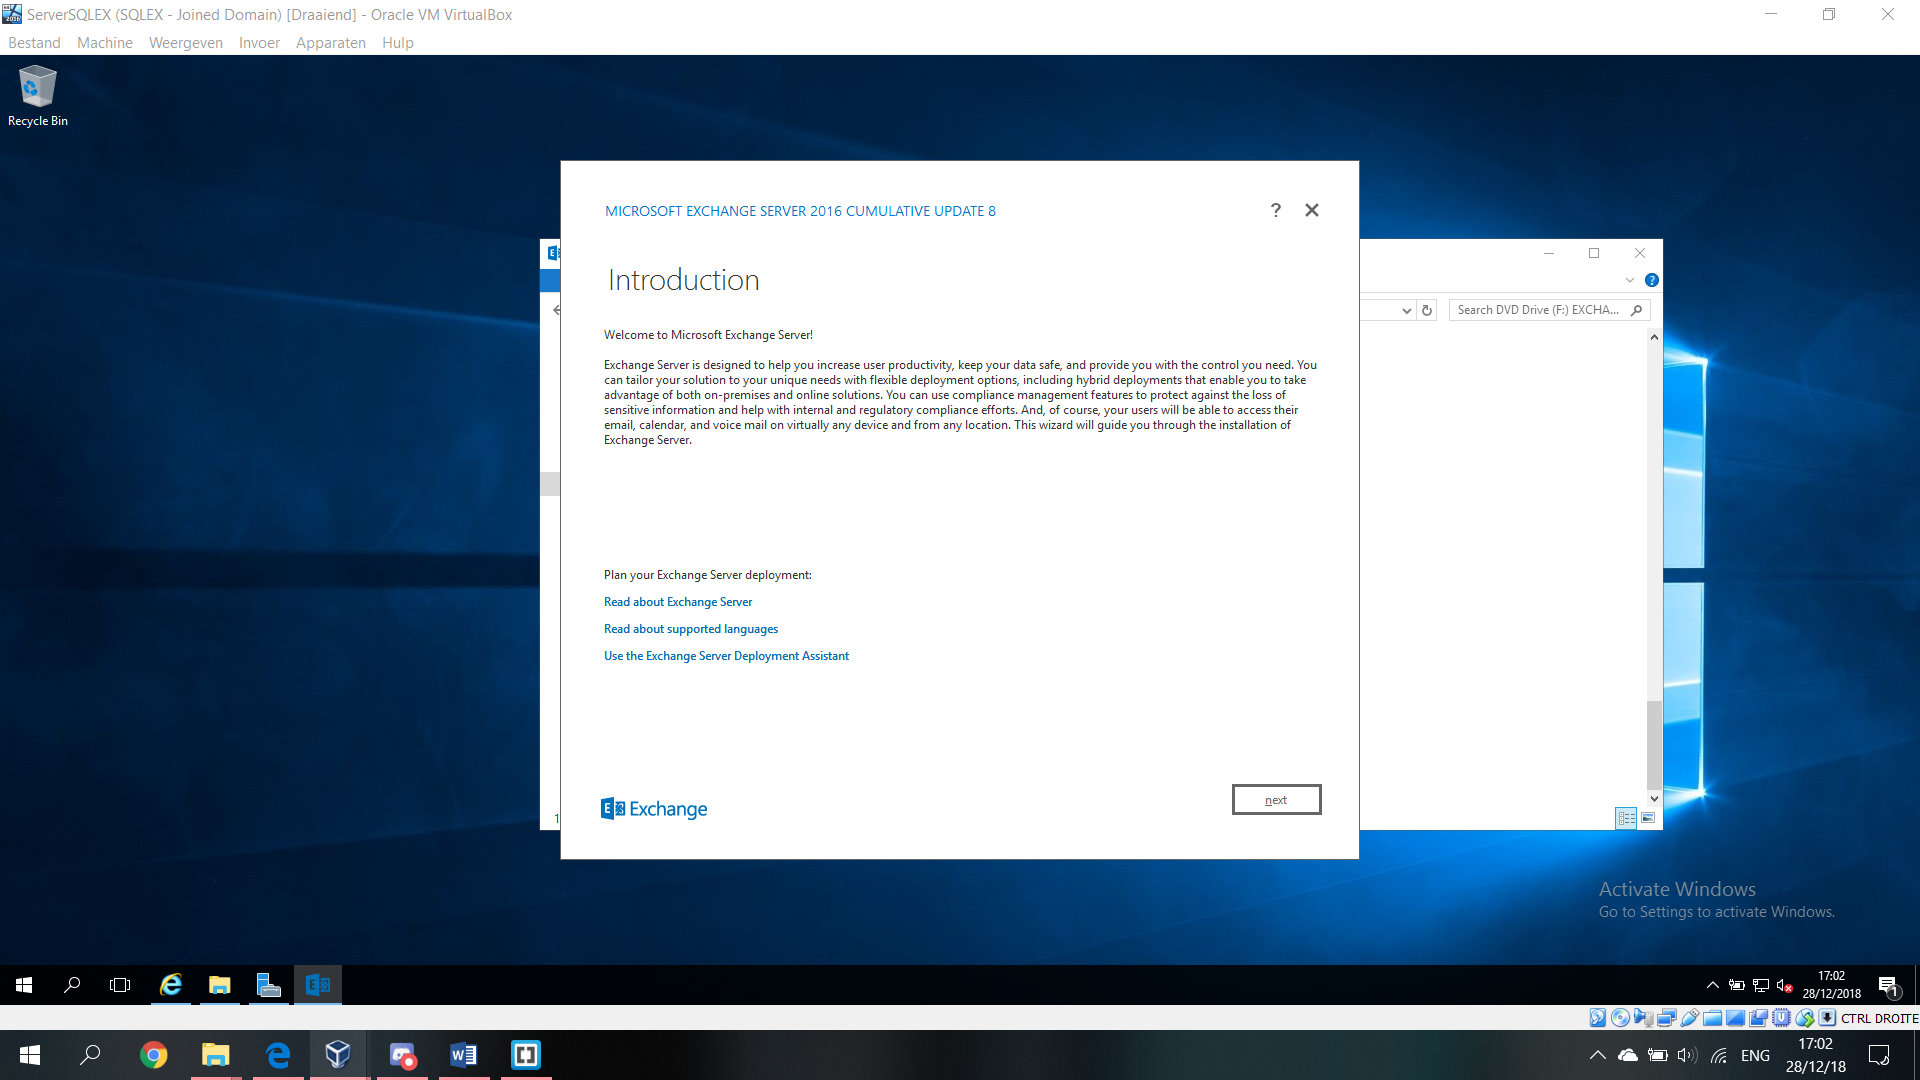 ServerSQLEX (SQLEX - Joined Domain) [Draaiend] - Oracle VM VirtualBox
Bestand Machine Weergeven Invoer Apparaten Hulp
Recycle Bin
MICROSOFT EXCHANGE SERVER 2016 CUMULATIVE UPDATE 8
?
Introduction
Search DVD Drive (F:) EXCHA...
Welcome to Microsoft Exchange Server!
Exchange Server is designed to help you increase user productivity, keep your data safe, and provide you with the control you need. You
can tailor your solution to your unique needs with flexible deployment options, including hybrid deployments that enable you to take
advantage of both on-premises and online solutions. You can use compliance management features to protect against the loss of
sensitive information and help with internal and regulatory compliance efforts. And, of course, your users will be able to access their
email, calendar, and voice mail on virtually any device and from any location. This wizard will guide you through the installation of
Exchange Server.
Plan your Exchange Server deployment:
Read about Exchange Server
Read about supported languages
Use the Exchange Server Deployment Assistant
Exchange
next
1
Activate Windows
Go to Settings to activate Windows.
17:02
28/12/2018
1
CTRL DROITE
ENG
17:02
28/12/18